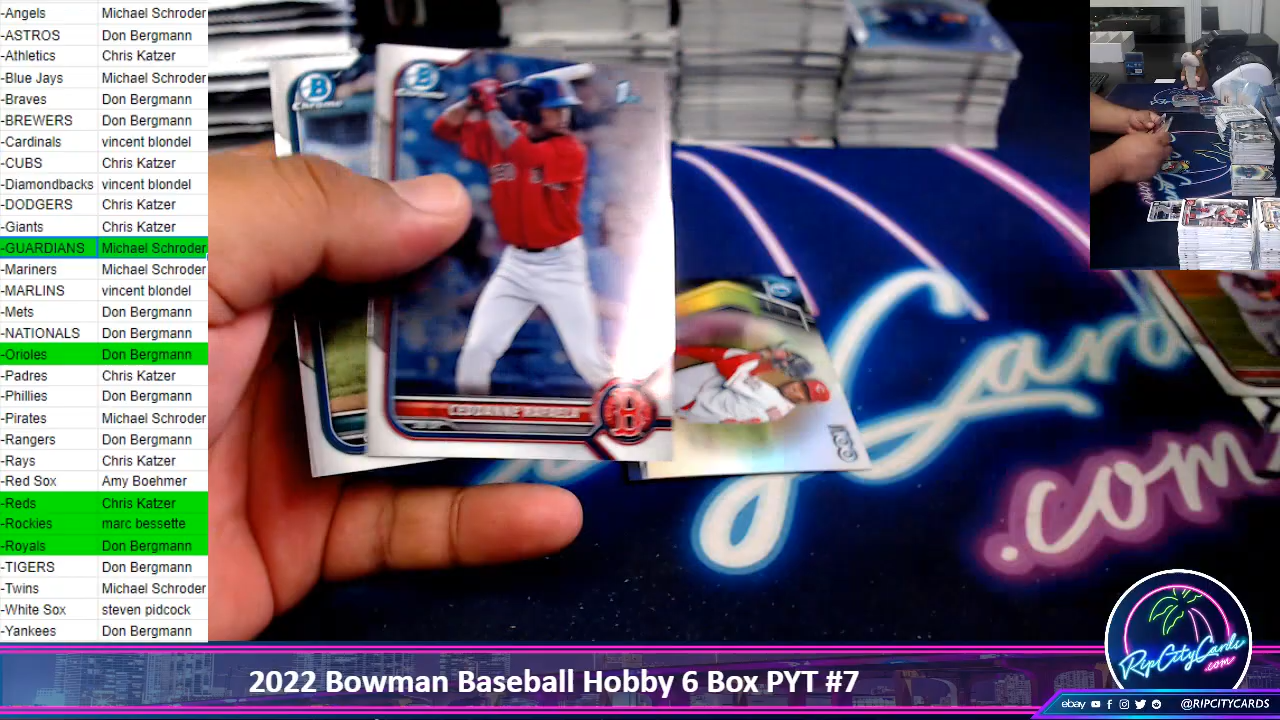 -Angels Michael Schroder
-ASTROS Don Bergmann
-Athletics Chris Katzer
-Blue Jays Michael Schroder
-Braves Don Bergmann
-BREWERS Don Bergmann
-Cardinals vincent blondel
-CUBS Chris Katzer
-Diamondbacks vincent blondel
-DODGERS Chris Katzer
-Giants Chris Katzer
-GUARDIANS Michael Schroder
-Mariners Michael Schroder
-MARLINS vincent blondel
-Mets Don Bergmann
-NATIONALS Don Bergmann
-Orioles Don Bergmann
-Padres Chris Katzer
-Phillies Don Bergmann
-Pirates Michael Schroder
-Rangers Don Bergmann
-Rays Chris Katzer
-Red Sox Amy Boehmer
-Reds Chris Katzer
-Rockies marc bessette
-Royals Don Bergmann
-TIGERS Don Bergmann
-Twins Michael Schroder
-White Sox steven pidcock
-Yankees Don Bergmann
B
Chrome
B
Chrome
B
Card
.com
RipCityCards
.com
2022 Bowman Baseball Hobby 6 Box PYT #7
ebay @RIPCITYCARDS